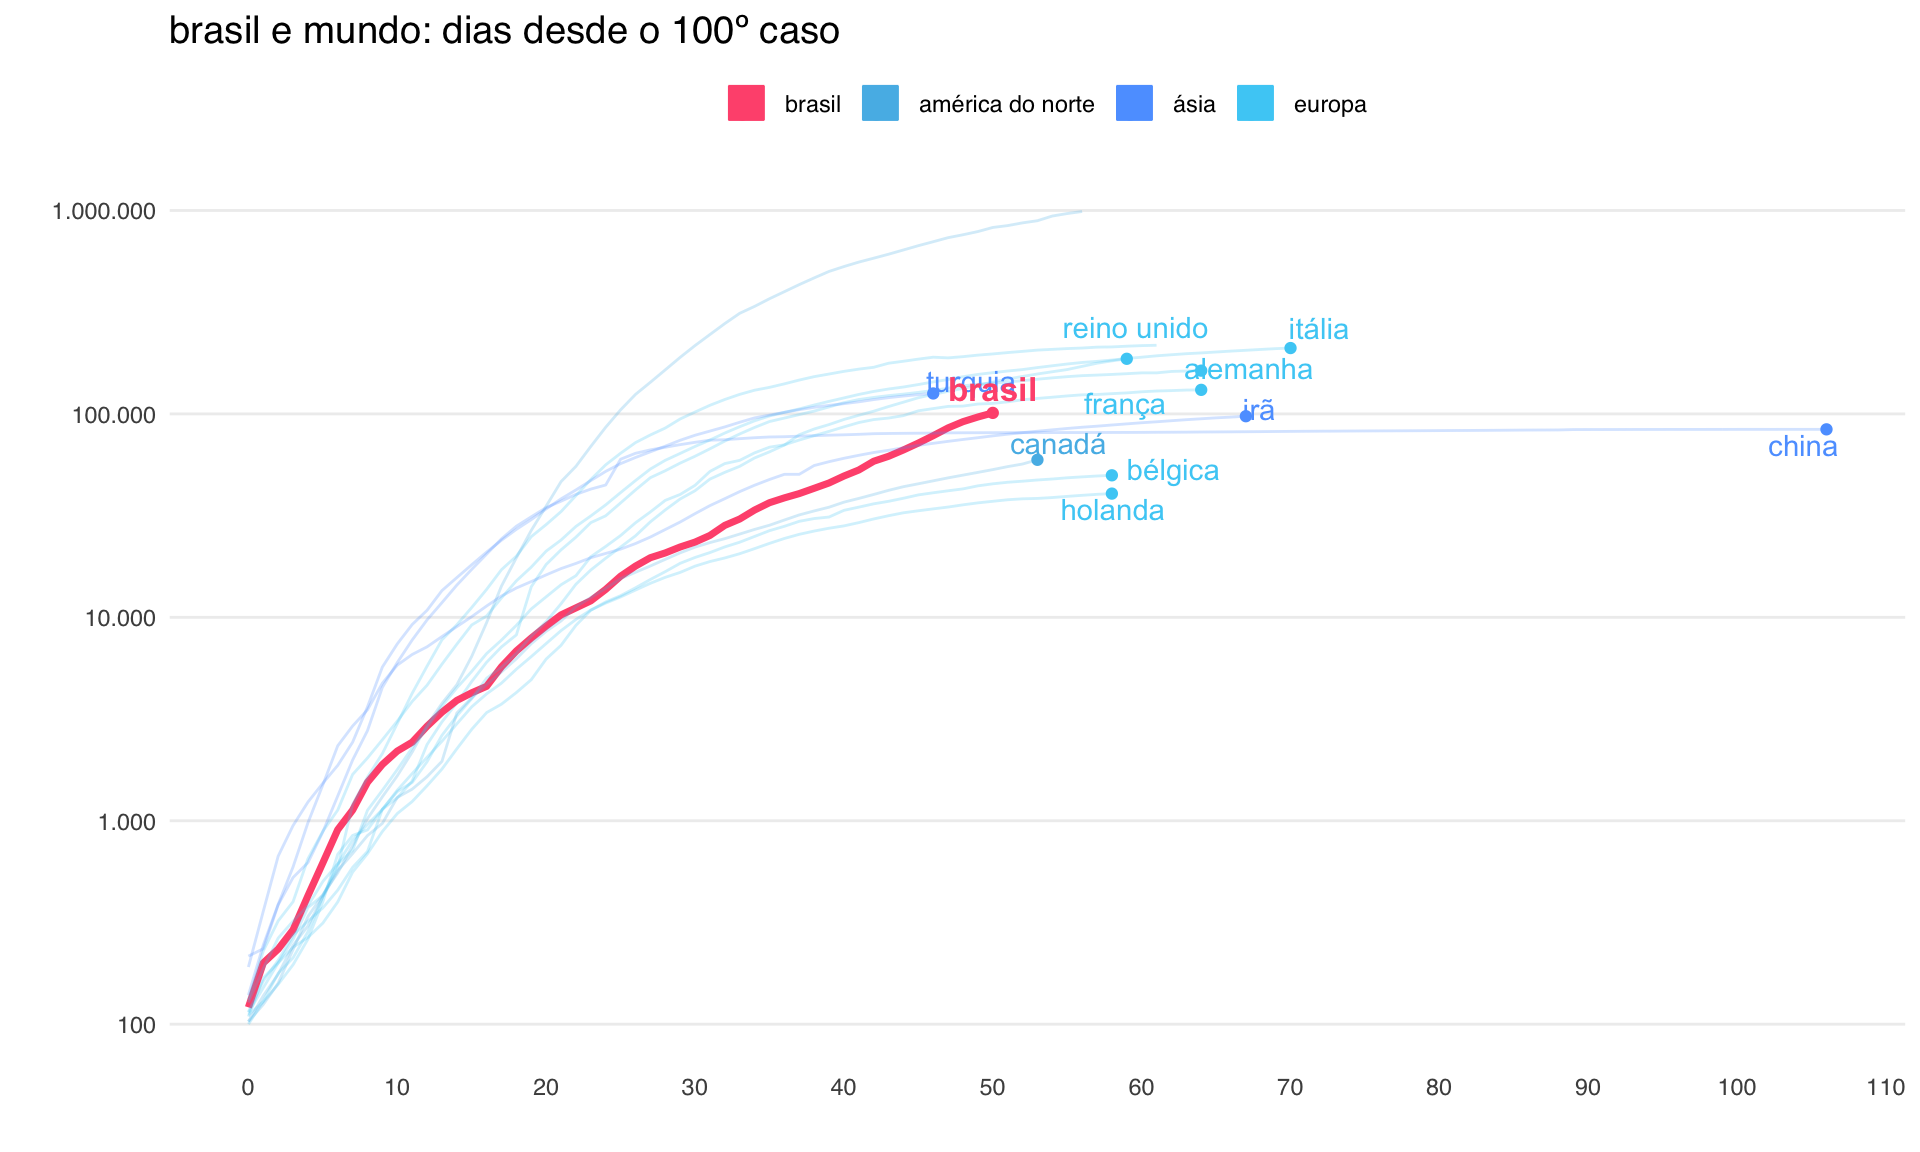 brasil e mundo: dias desde o 100º caso
brasil
américa do norte
ásia
europa
1.000.000
100.000
10.000
1.000
100
reino unido
itália
alemanha
turquia
brasil
frança
irã
canadá
china
bélgica
holanda
0 10 20 30 40 50 60 70 80 90 100 110